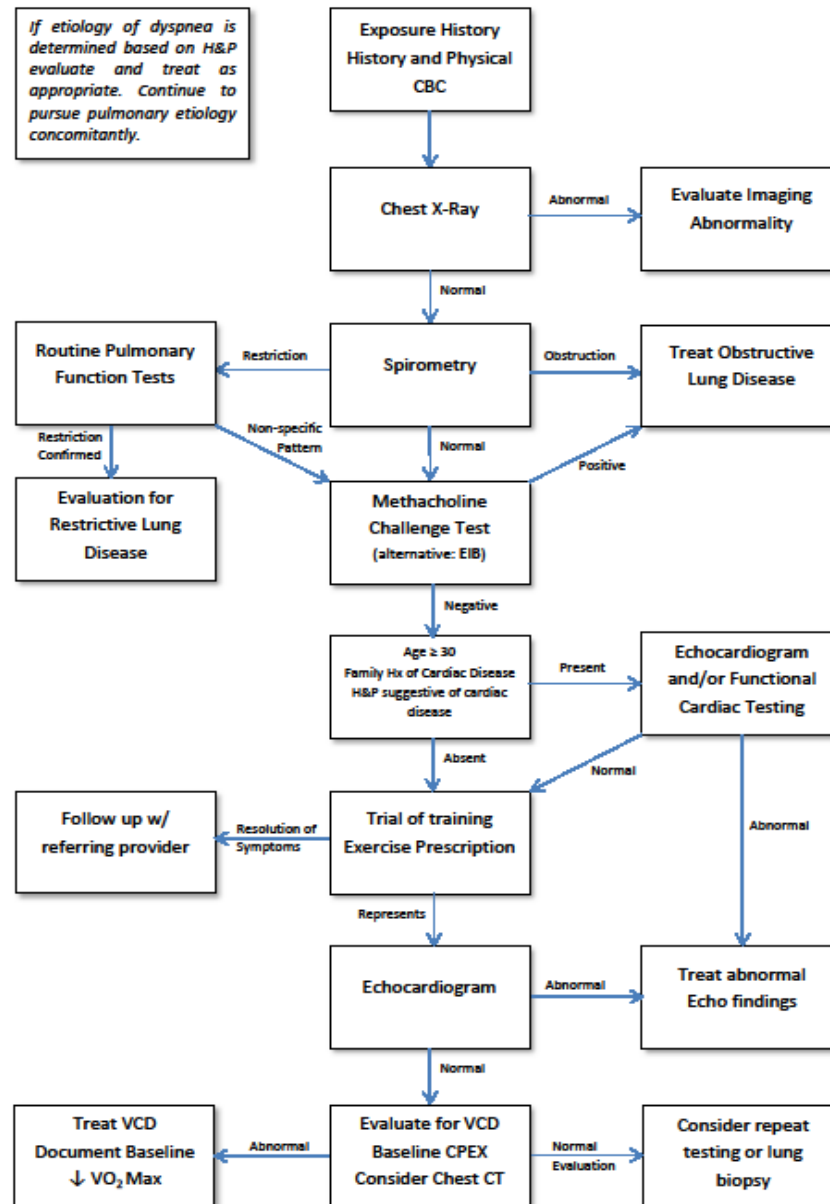 If etiology of dyspnea is
determined based on H&P
evaluate and treat as
appropriate. Continue to
pursue pulmonary etiology
concomitantly.
Exposure History
History and Physical
CBC
Chest X-Ray
Abnormal
Evaluate Imaging
Abnormality
Normal
Routine Pulmonary
Function Tests
Restriction
Spirometry
Obstruction
Treat Obstructive
Lung Disease
Restriction
Confirmed
Non-specific
Pattern
Normal
Positive
Evaluation for
Restrictive Lung
Disease
Methacholine
Challenge Test
(alternative: EIB)
Negative
Age ≥ 30
Family Hx of Cardiac Disease
H&P suggestive of cardiac
disease
Present
Echocardiogram
and/or Functional
Cardiac Testing
Absent
Normal
Abnormal
Follow up w/
referring provider
Resolution of
Symptoms
Trial of training
Exercise Prescription
Represents
Echocardiogram
Abnormal
Treat abnormal
Echo findings
Normal
Treat VCD
Document Baseline
↓ VO₂ Max
Abnormal
Evaluate for VCD
Baseline CPEX
Consider Chest CT
Normal
Evaluation
Consider repeat
testing or lung
biopsy